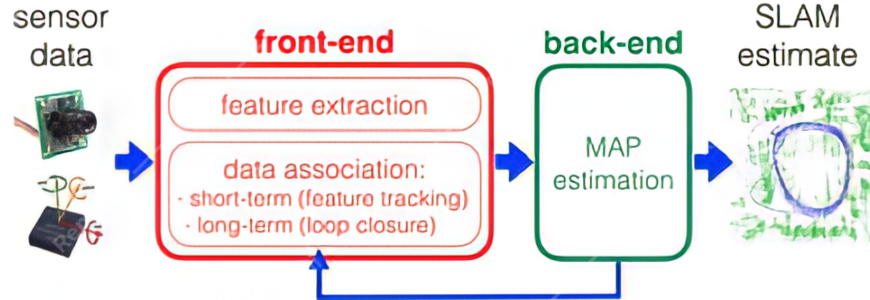 sensor
data
front-end
back-end
SLAM
estimate
feature extraction
data association:
- short-term (feature tracking)
- long-term (loop closure)
MAP
estimation